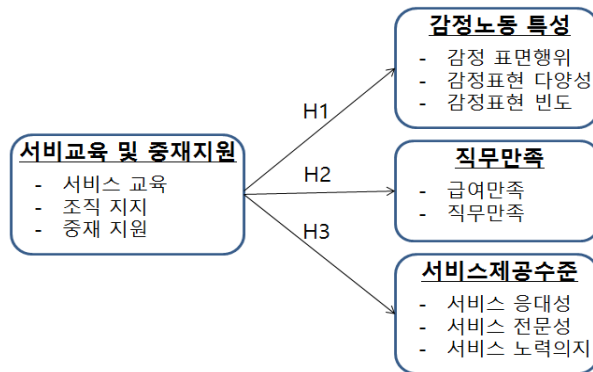 감정노동 특성
- 감정 표면행위
- 감정표현 다양성
- 감정표현 빈도
H1
서비교육 및 중재지원
- 서비스 교육
- 조직 지지
- 중재 지원
H2
직무만족
- 급여만족
- 직무만족
H3
서비스제공수준
- 서비스 응대성
- 서비스 전문성
- 서비스 노력의지